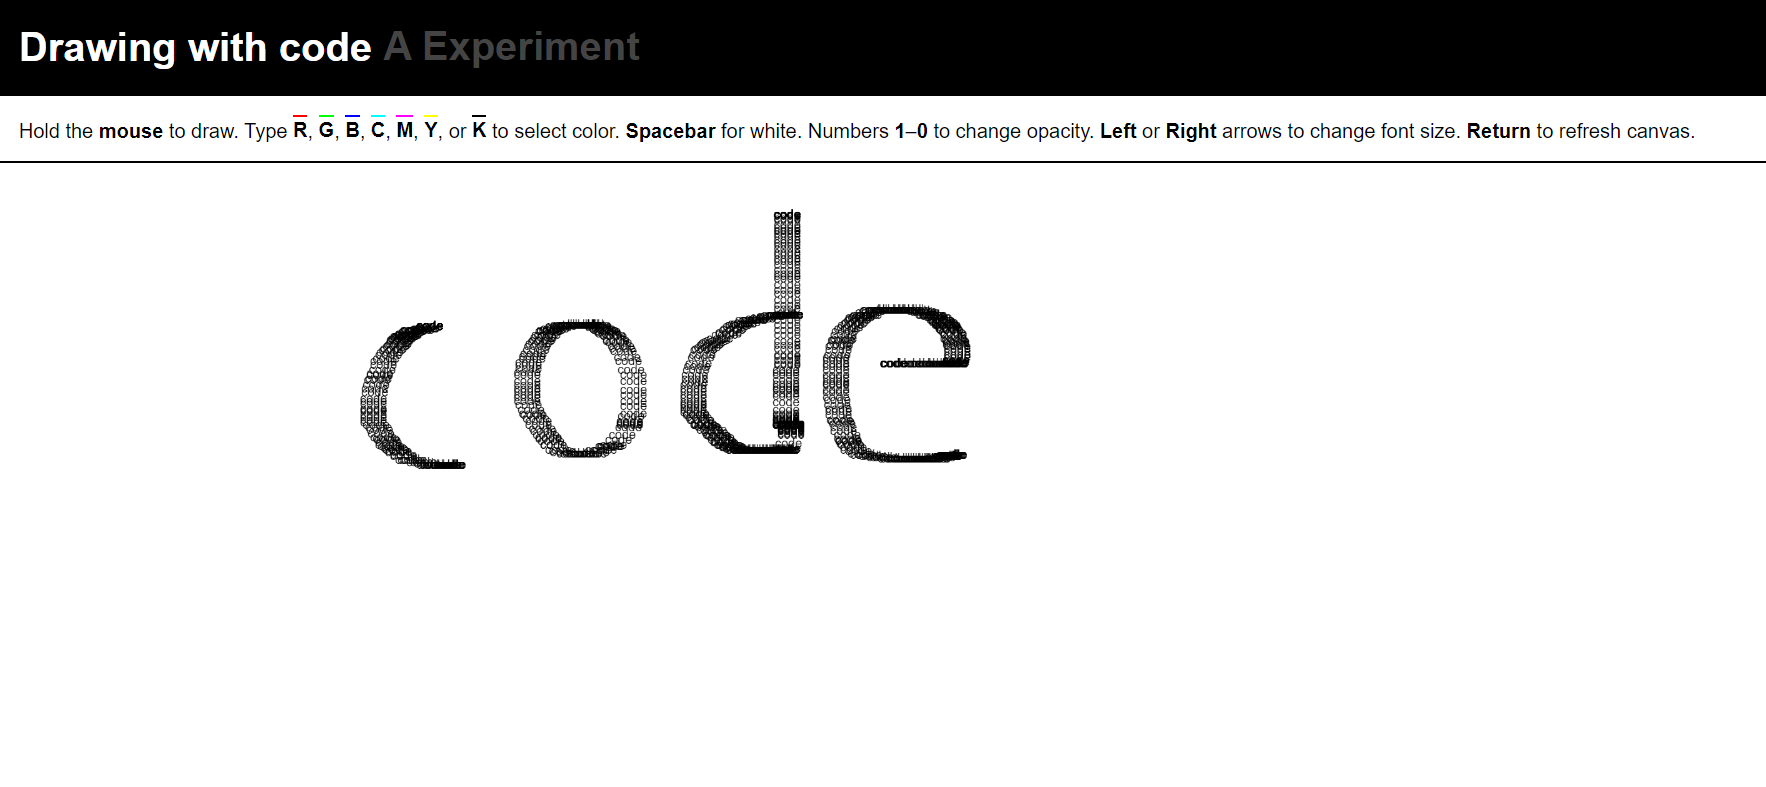 Drawing with code A Experiment
Hold the mouse to draw. Type R, G, B, C, M, Y, or K to select color. Spacebar for white. Numbers 1–0 to change opacity. Left or Right arrows to change font size. Return to refresh canvas.
code